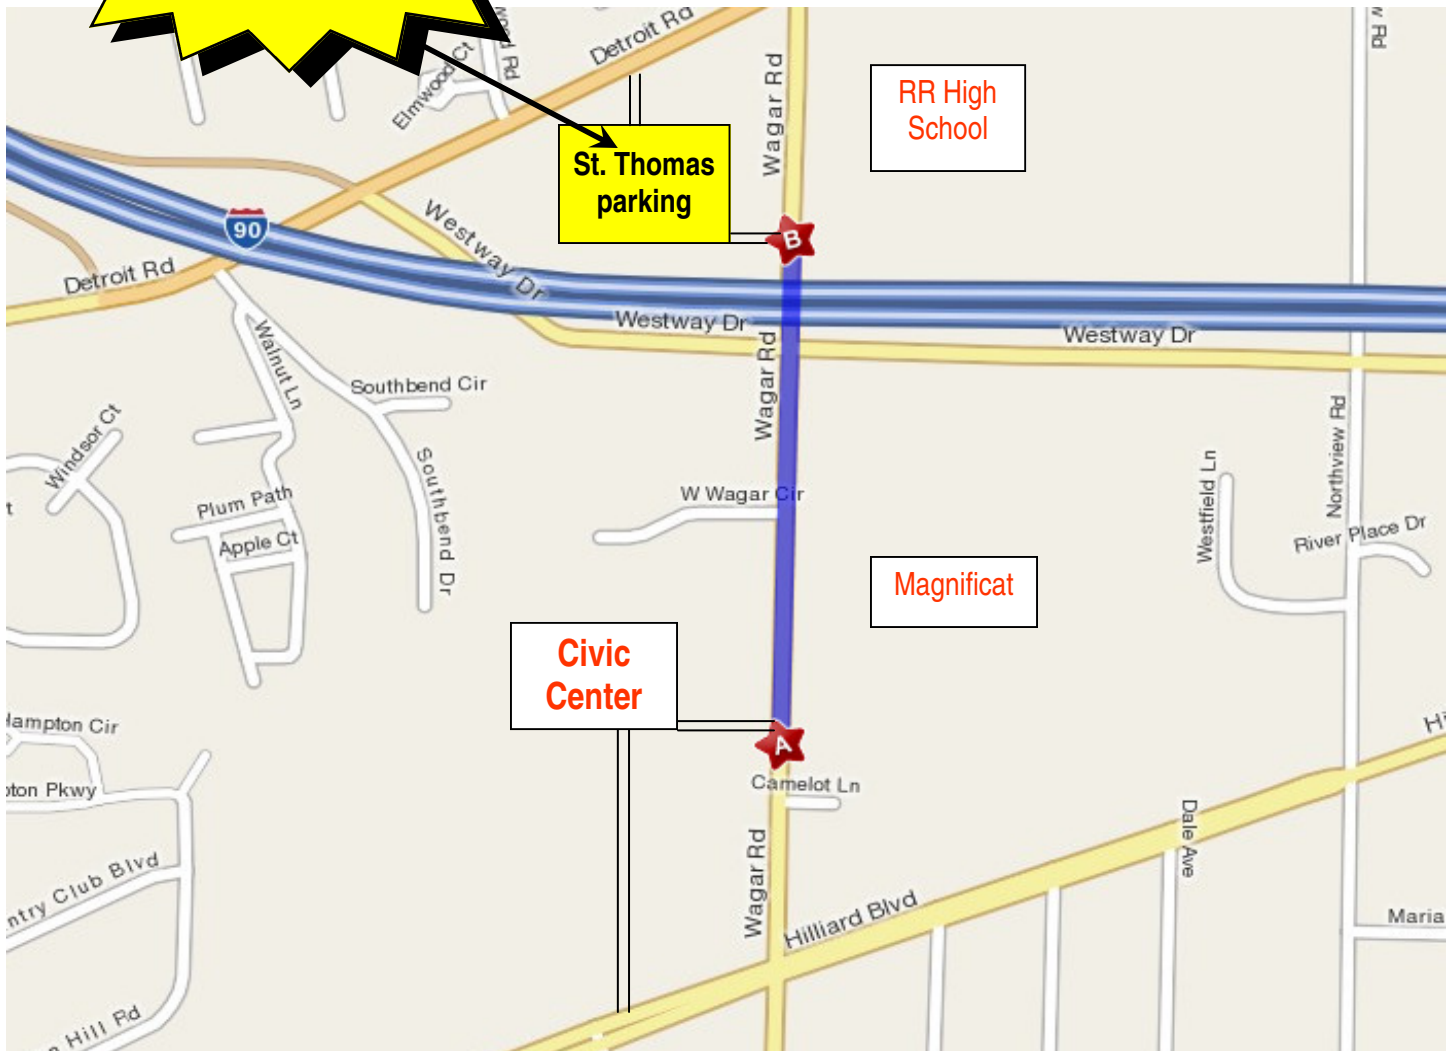 Detroit Rd
Elmwood Ct
Wagar Rd
RR High
School
St. Thomas
parking
B
90
Westway Dr
Detroit Rd
Westway Dr
Westway Dr
Wagar Rd
Walnut Ln
Southbend Cir
Windsor Ct
Southbend Dr
Northview Rd
Westfield Ln
W Wagar Cir
Plum Path
Apple Ct
River Place Dr
Magnificat
Civic
Center
A
Hampton Cir
Camelot Ln
pton Pkwy
Dale Ave
Wagar Rd
ntry Club Blvd
Hilliard Blvd
Maria
Hill Rd